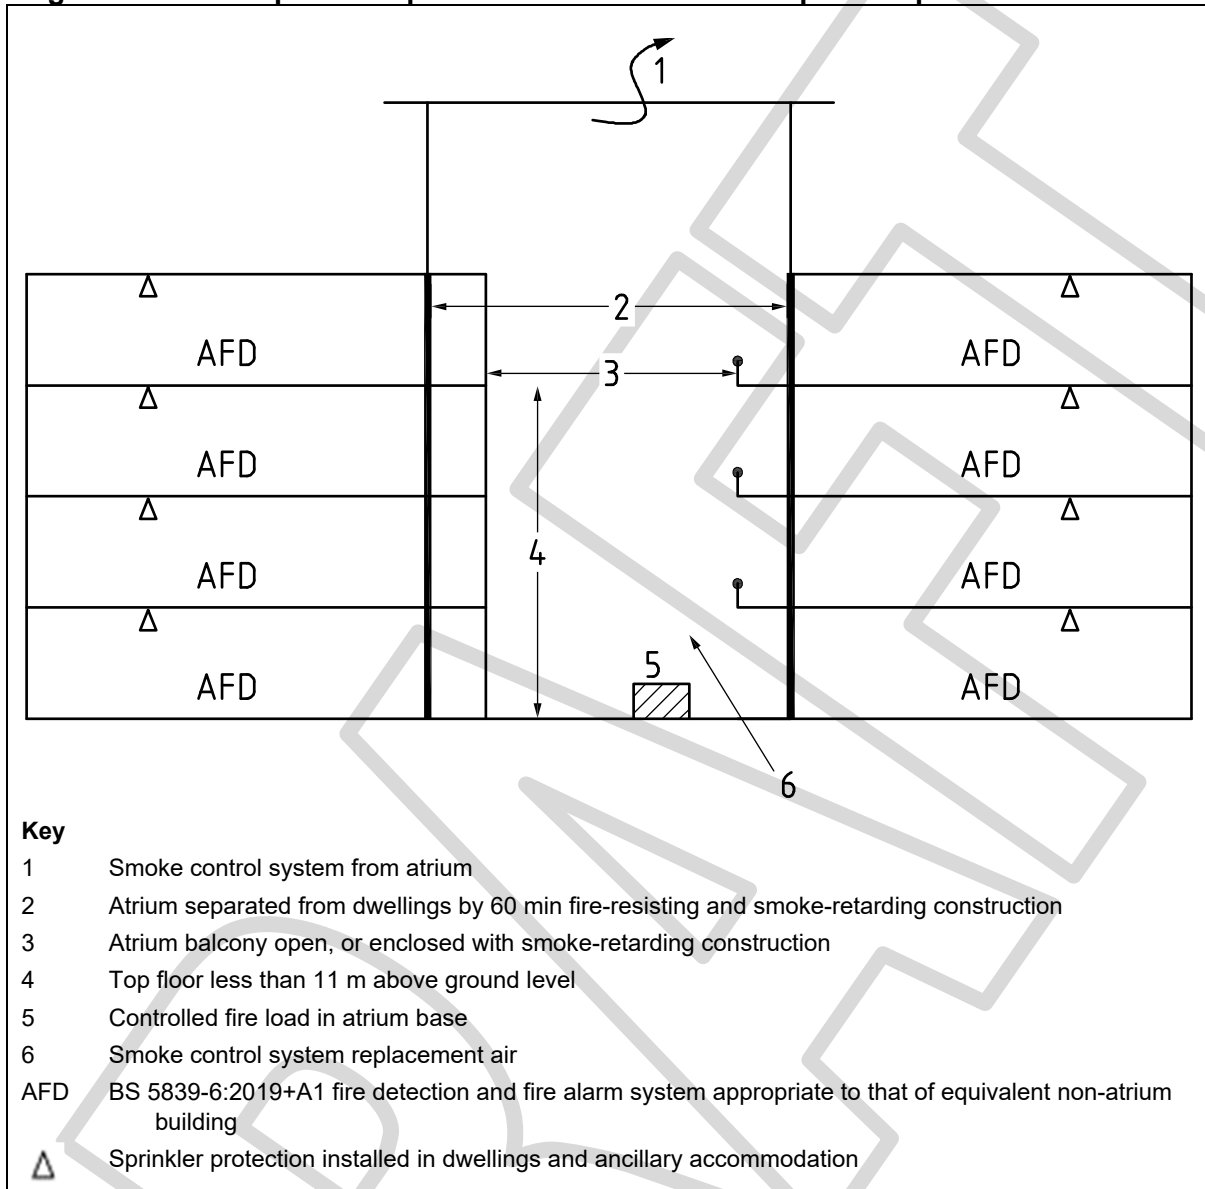 1
2
AFD AFD
3
AFD AFD
4
AFD AFD
5
AFD AFD
6
Key
1 Smoke control system from atrium
2 Atrium separated from dwellings by 60 min fire-resisting and smoke-retarding construction
3 Atrium balcony open, or enclosed with smoke-retarding construction
4 Top floor less than 11 m above ground level
5 Controlled fire load in atrium base
6 Smoke control system replacement air
AFD BS 5839-6:2019+A1 fire detection and fire alarm system appropriate to that of equivalent non-atrium
building
Sprinkler protection installed in dwellings and ancillary accommodation